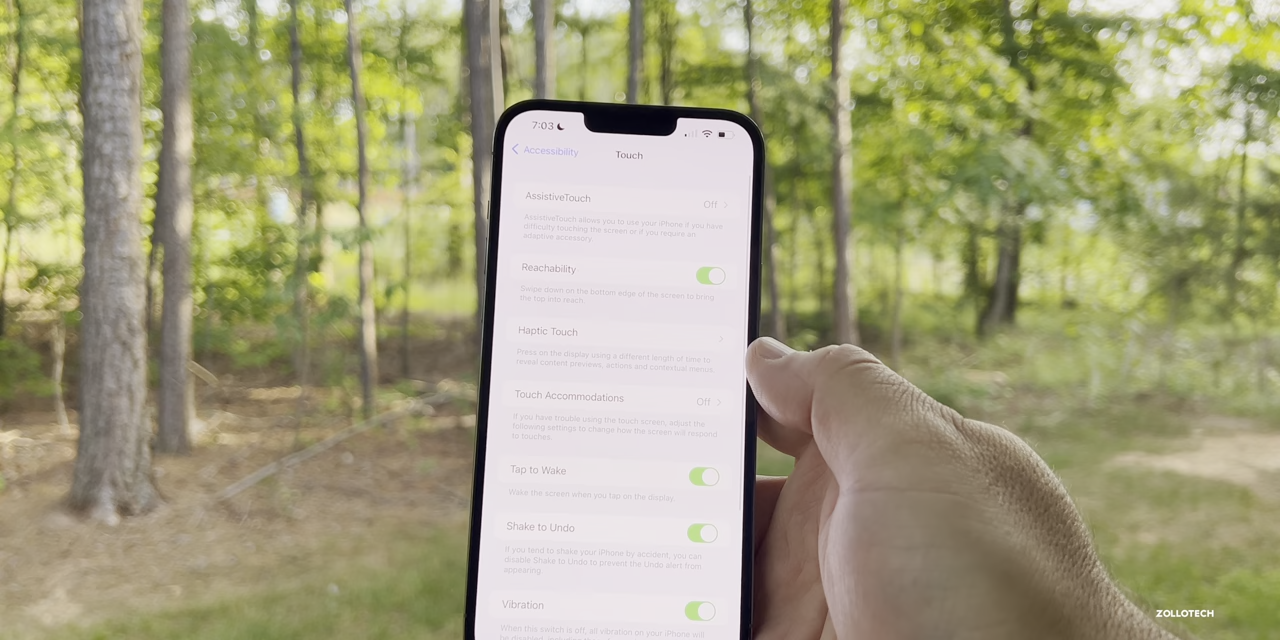 7:03
Accessibility
Touch
AssistiveTouch
Off
AssistiveTouch allows you to use your iPhone if you have
difficulty touching the screen or if you require an
adaptive accessory.
Reachability
Swipe down on the bottom edge of the screen to bring
the top into reach.
Haptic Touch
Press on the display using a different length of time to
reveal content previews, actions and contextual menus.
Touch Accommodations
Off
If you have trouble using the touch screen, adjust the
following settings to change how the screen will respond
to touches.
Tap to Wake
Wake the screen when you tap on the display.
Shake to Undo
If you tend to shake your iPhone by accident, you can
disable Shake to Undo to prevent the Undo alert from
appearing.
Vibration
When this switch is off, all vibration on your iPhone will
be disabled, including
ZOLLOTECH